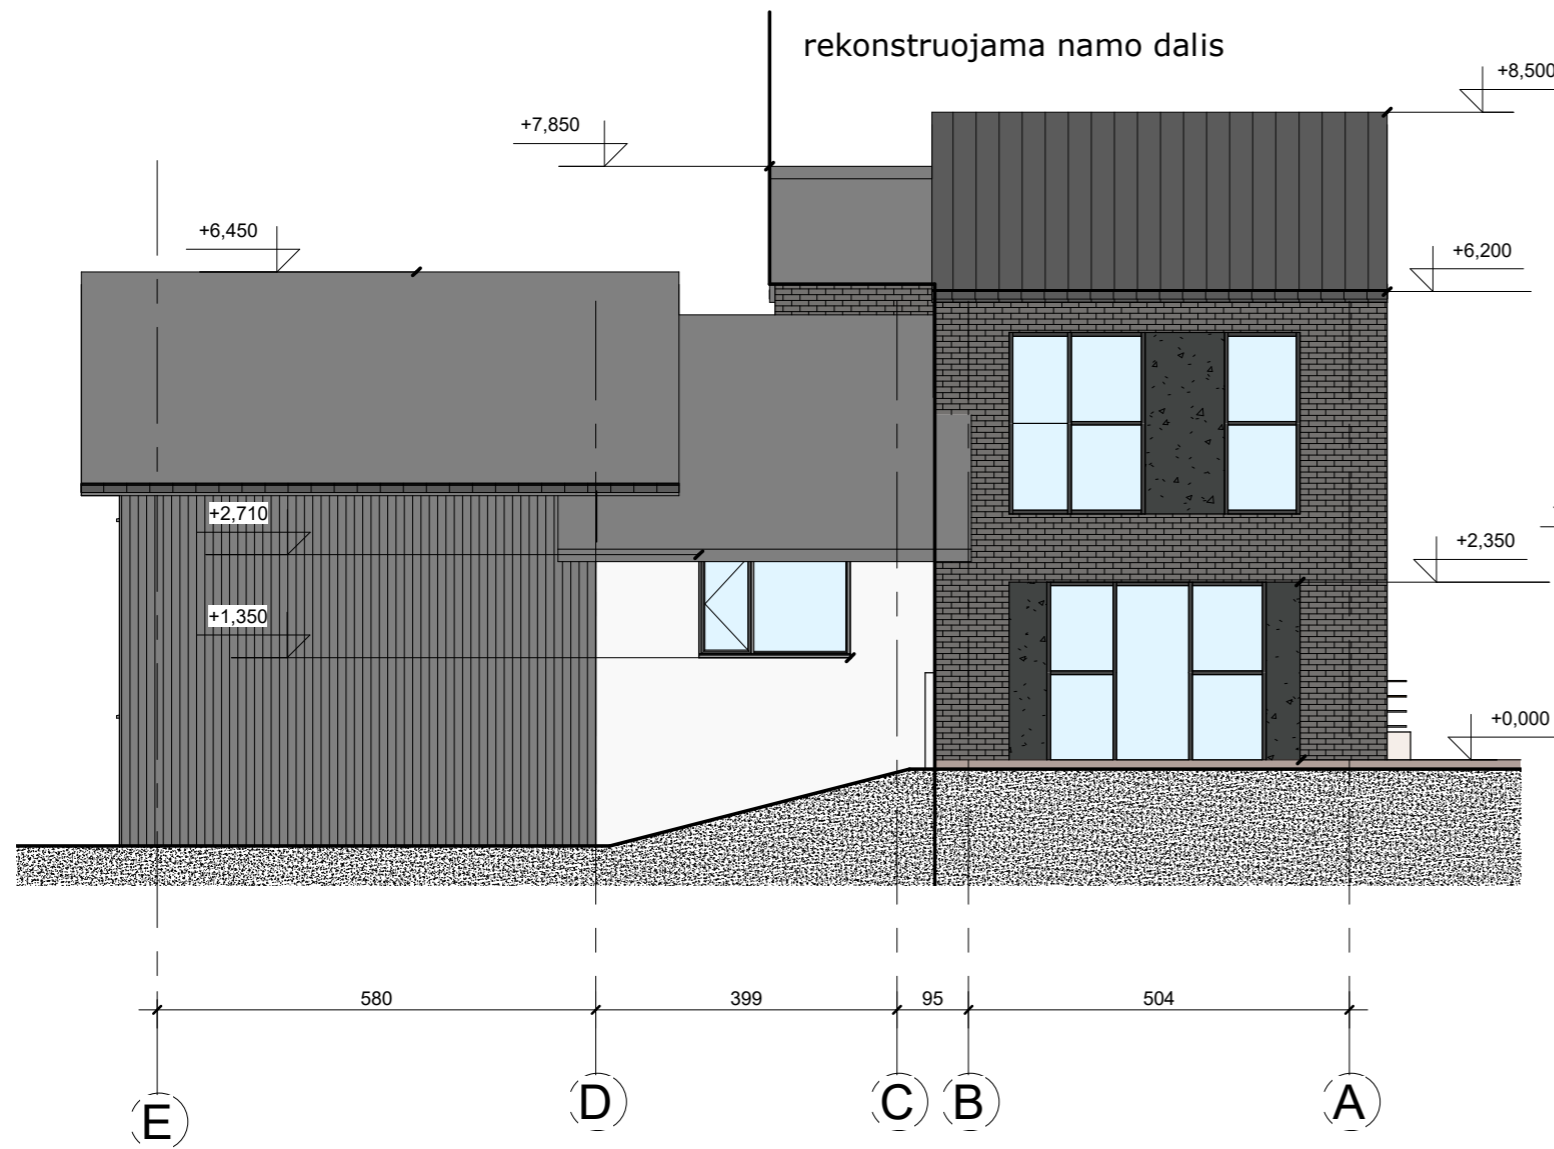 rekonstruojama namo dalis
+8,500
+7,850
+6,450
+6,200
+2,710
+2,350
+1,350
+0,000
580
399
95
504
E
D
C
B
A